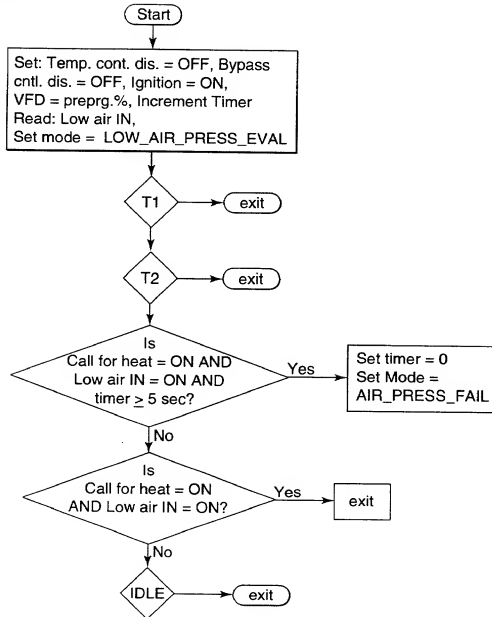 Start
Set: Temp. cont. dis. = OFF, Bypass
cntl. dis. = OFF, Ignition = ON,
VFD = preprg.%, Increment Timer
Read: Low air IN,
Set mode = LOW_AIR_PRESS_EVAL
T1
exit
T2
exit
Is
Call for heat = ON AND
Low air IN = ON AND
timer ≥ 5 sec?
Yes
Set timer = 0
Set Mode =
AIR_PRESS_FAIL
No
Is
Call for heat = ON
AND Low air IN = ON?
Yes
exit
No
IDLE
exit